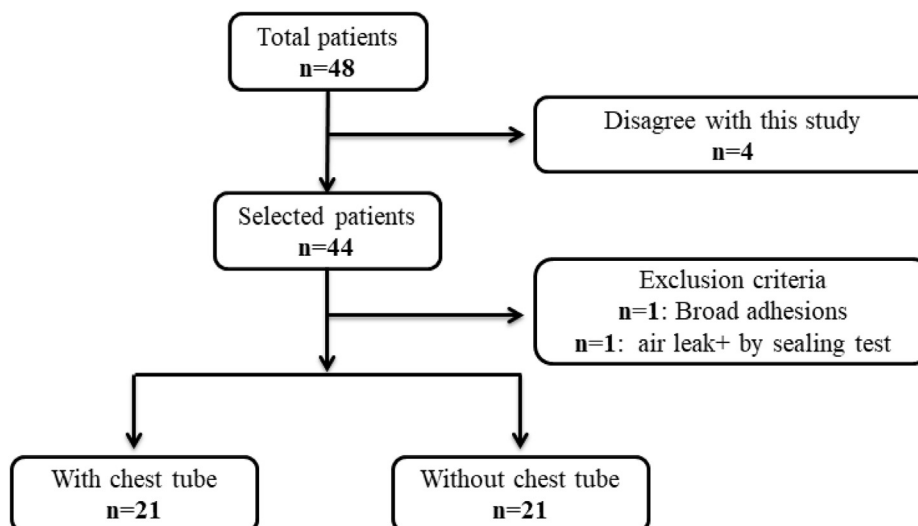 Total patients
n=48
Disagree with this study
n=4
Selected patients
n=44
Exclusion criteria
n=1: Broad adhesions
n=1: air leak+ by sealing test
With chest tube
n=21
Without chest tube
n=21